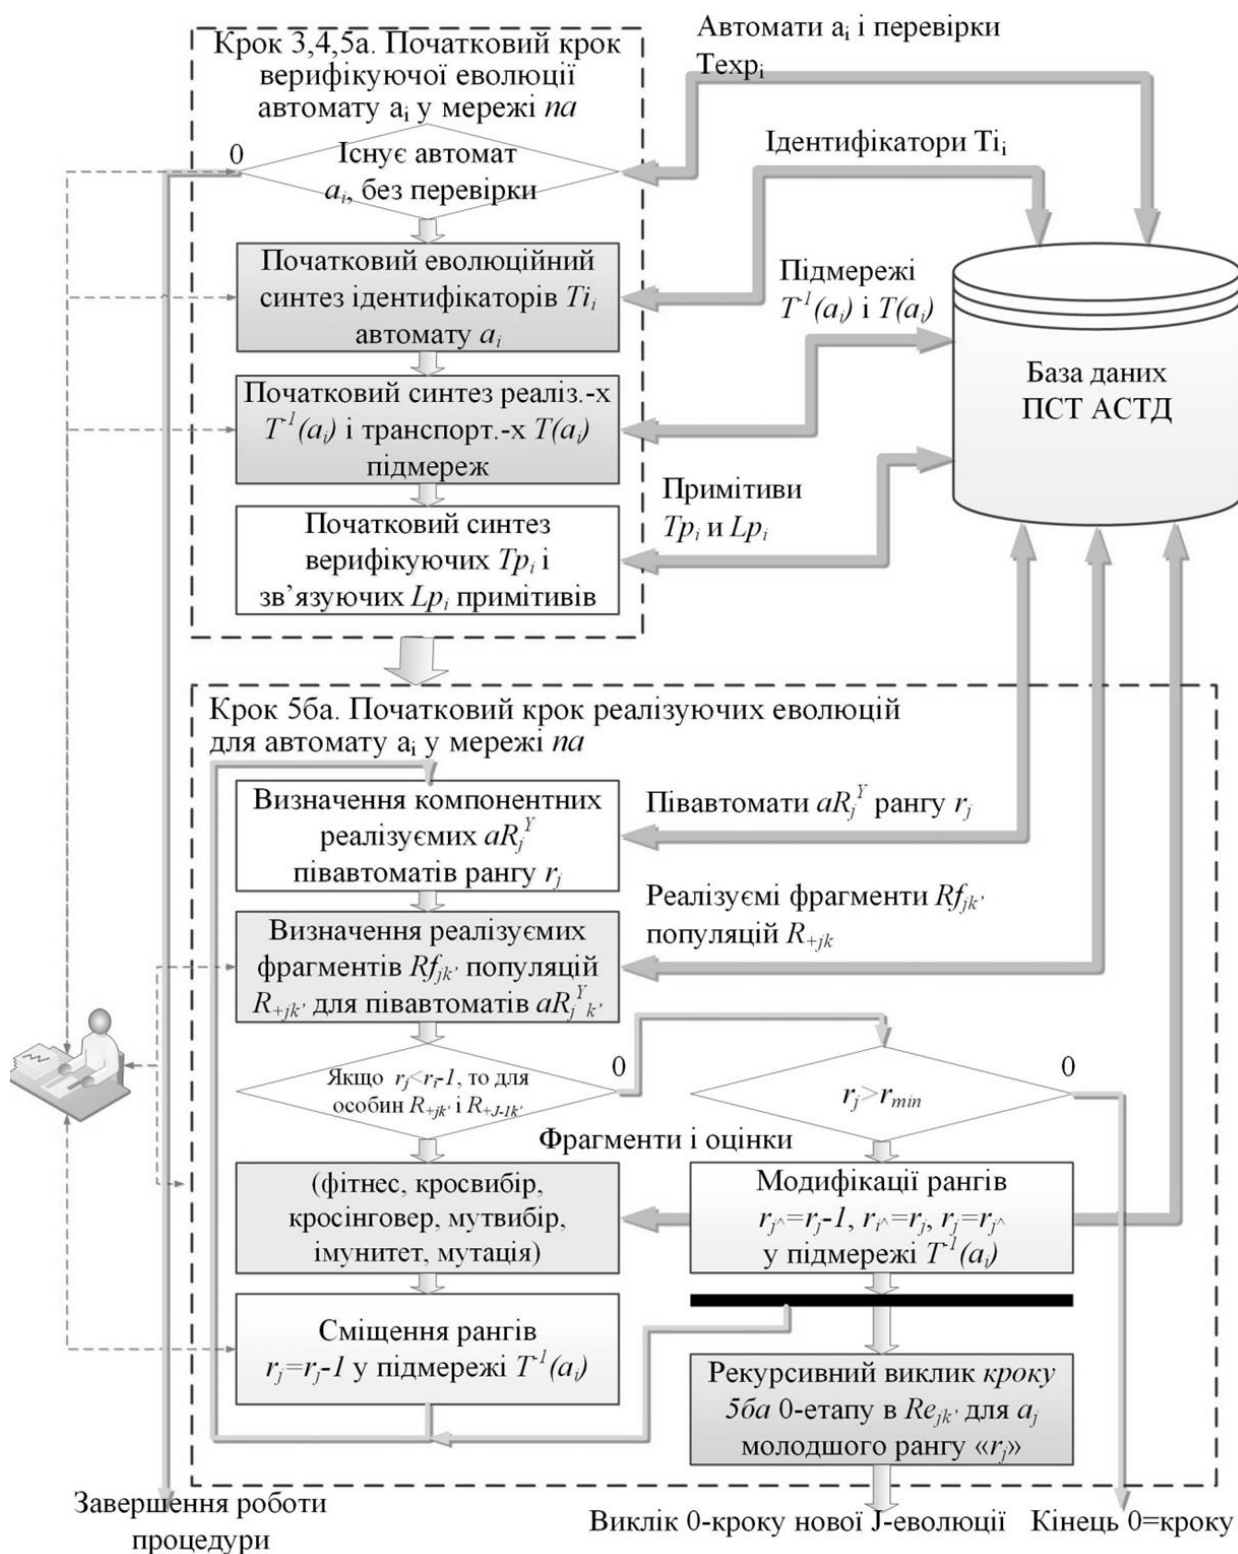 Крок 3,4,5а. Початковий крок
верифікуючої еволюції
автомату aᵢ у мережі na
Автомати aᵢ і перевірки
Texpᵢ
0
Існує автомат
aᵢ, без перевірки
Ідентифікатори Tiᵢ
Початковий еволюційний
синтез ідентифікаторів Tiᵢ
автомату aᵢ
Підмережі
T⁻¹(aᵢ) і T(aᵢ)
База даних
ПСТ АСТД
Початковий синтез реаліз.-х
T⁻¹(aᵢ) і транспорт.-х T(aᵢ)
підмереж
Примітиви
Tpᵢ и Lpᵢ
Початковий синтез
верифікуючих Tpᵢ і
зв’язуючих Lpᵢ примітивів
Крок 5ба. Початковий крок реалізуючих еволюцій
для автомату aᵢ у мережі na
Визначення компонентних
реалізуємих aRⱼʸ
півавтоматів рангу rⱼ
Півавтомати aRⱼʸ рангу rⱼ
Реалізуємі фрагменти Rfⱼₖ’
популяцій R₊ⱼₖ
Визначення реалізуємих
фрагментів Rfⱼₖ’ популяцій
R₊ⱼₖ’ для півавтоматів aRⱼʸₖ’
0
0
Якщо rⱼ<rᵢ-1, то для
особин R₊ⱼₖ’ і R₊J-1k’
rⱼ>rmin
Фрагменти і оцінки
(фітнес, кросвибір,
кросінговер, мутвибір,
імунитет, мутація)
Модифікації рангів
rj^=rⱼ-1, ri^=rⱼ, rⱼ=rj^
у підмережі T⁻¹(aᵢ)
Сміщення рангів
rⱼ=rⱼ-1 у підмережі T⁻¹(aᵢ)
Рекурсивний виклик кроку
5ба 0-етапу в Reⱼₖ’ для aⱼ
молодшого рангу «rⱼ»
Завершення роботи
процедури
Виклік 0-кроку нової J-еволюції
Кінець 0=кроку